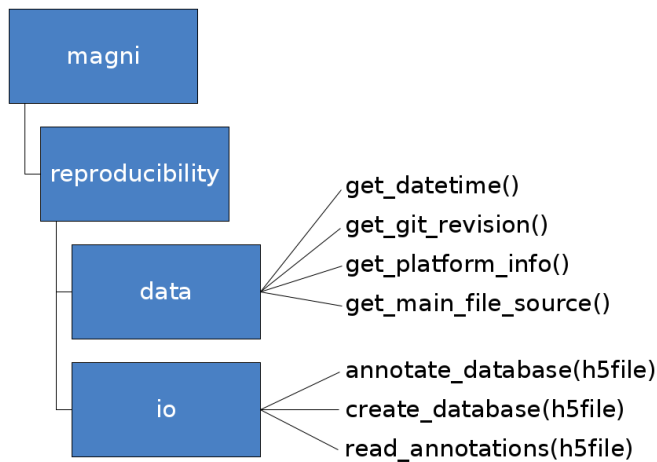 magni
reproducibility
data
get_datetime()
get_git_revision()
get_platform_info()
get_main_file_source()
io
annotate_database(h5file)
create_database(h5file)
read_annotations(h5file)